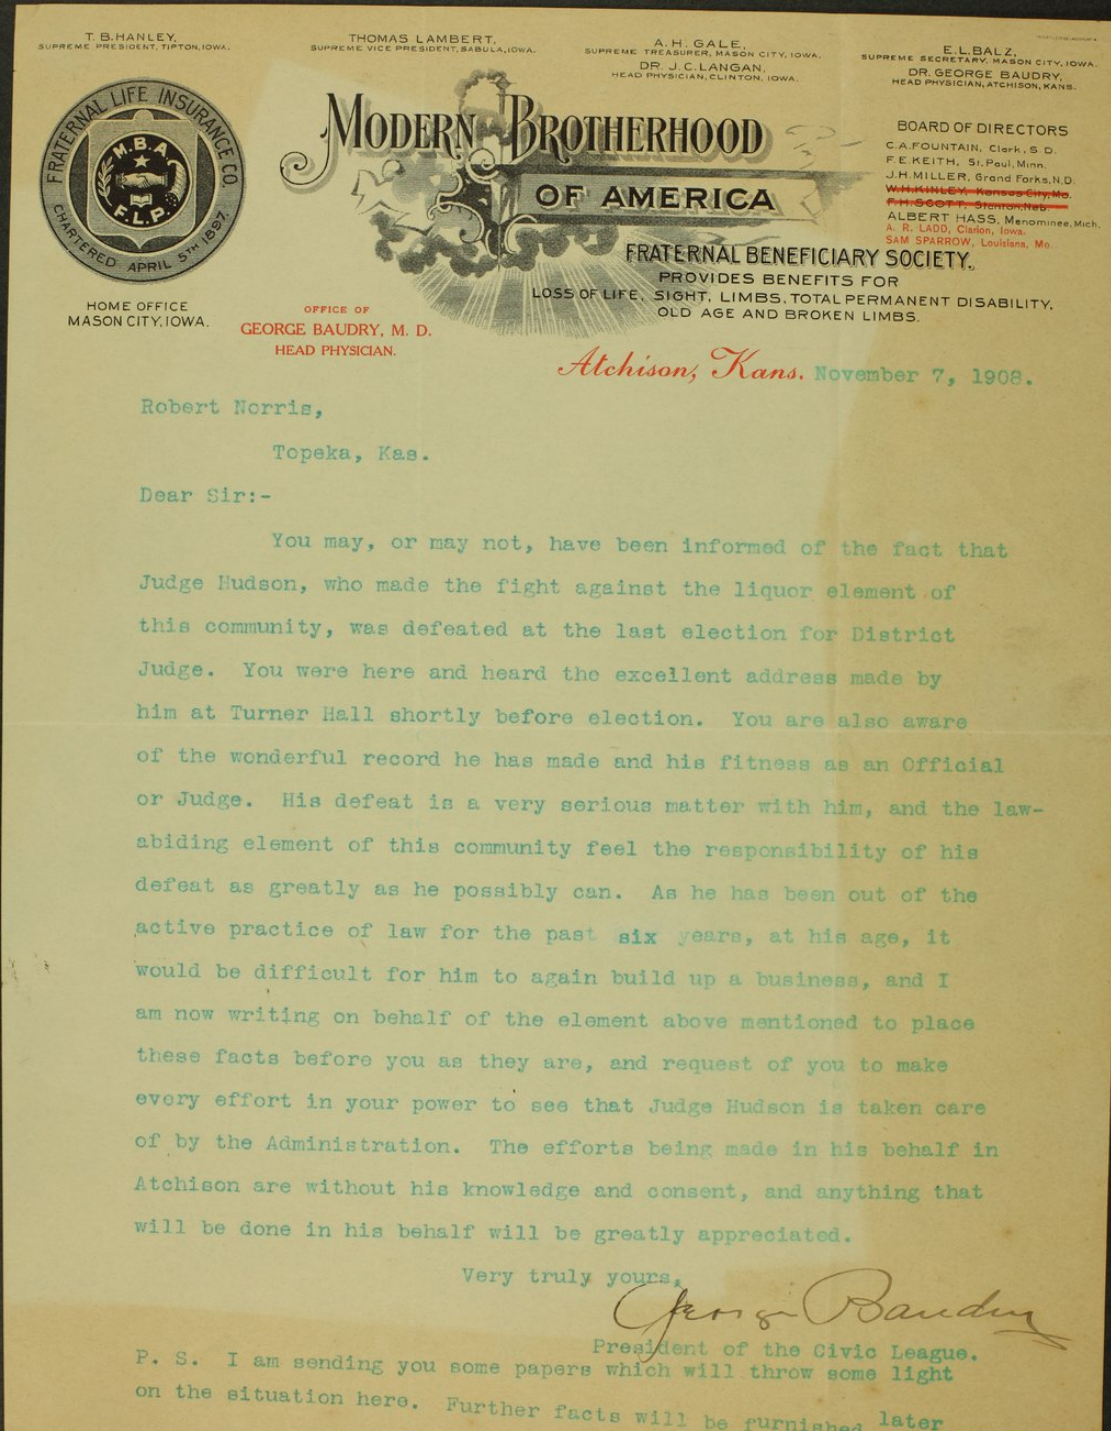 T. B. HANLEY,
SUPREME PRESIDENT, TIPTON, IOWA.
THOMAS LAMBERT,
SUPREME VICE PRESIDENT, SABULA, IOWA.
A. H. GALE,
SUPREME TREASURER, MASON CITY, IOWA.
DR. J. C. LANGAN,
HEAD PHYSICIAN, CLINTON, IOWA.
E. L. BALZ,
SUPREME SECRETARY, MASON CITY, IOWA.
DR. GEORGE BAUDRY,
HEAD PHYSICIAN, ATCHISON, KANS.
FRATERNAL LIFE INSURANCE CO.
M.B.A.
F.L.P.
CHARTERED APRIL 5TH 1897.
HOME OFFICE
MASON CITY, IOWA.
MODERN BROTHERHOOD
OF AMERICA
FRATERNAL BENEFICIARY SOCIETY.
PROVIDES BENEFITS FOR
LOSS OF LIFE, SIGHT, LIMBS, TOTAL PERMANENT DISABILITY,
OLD AGE AND BROKEN LIMBS.
BOARD OF DIRECTORS
C. A. FOUNTAIN, Clark, S. D.
F. E. KEITH, St. Paul, Minn.
J. H. MILLER, Grand Forks, N.D.
W. H. KINLEY, Kansas City, Mo.
F. H. SCOTT, Stanton, Neb.
ALBERT HASS, Menominee, Mich.
A. R. LADD, Clarion, Iowa.
SAM SPARROW, Louisiana, Mo.
OFFICE OF
GEORGE BAUDRY, M. D.
HEAD PHYSICIAN.
Atchison, Kans. November 7, 1908.
Robert Norris,
Topeka, Kas.
Dear Sir:-
You may, or may not, have been informed of the fact that
Judge Hudson, who made the fight against the liquor element of
this community, was defeated at the last election for District
Judge. You were here and heard the excellent address made by
him at Turner Hall shortly before election. You are also aware
of the wonderful record he has made and his fitness as an Official
or Judge. His defeat is a very serious matter with him, and the law-
abiding element of this community feel the responsibility of his
defeat as greatly as he possibly can. As he has been out of the
active practice of law for the past six years, at his age, it
would be difficult for him to again build up a business, and I
am now writing on behalf of the element above mentioned to place
these facts before you as they are, and request of you to make
every effort in your power to see that Judge Hudson is taken care
of by the Administration. The efforts being made in his behalf in
Atchison are without his knowledge and consent, and anything that
will be done in his behalf will be greatly appreciated.
Very truly yours,
George Baudry
President of the Civic League.
P. S. I am sending you some papers which will throw some light
on the situation here. Further facts will be furnished later